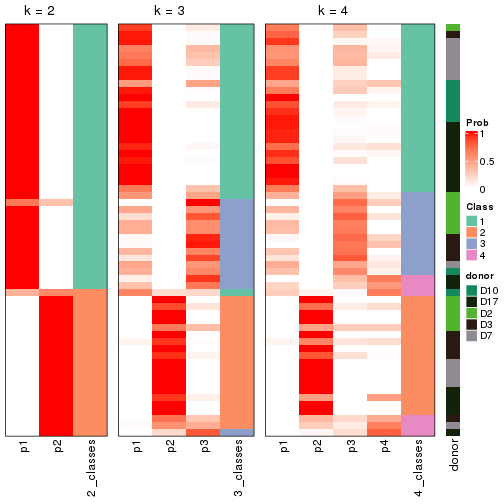 k = 2
k = 3
k = 4
p1
p2
2_classes
p1
p2
p3
3_classes
p1
p2
p3
p4
4_classes
donor
Prob
1
0.5
0
Class
1
2
3
4
donor
D10
D17
D2
D3
D7